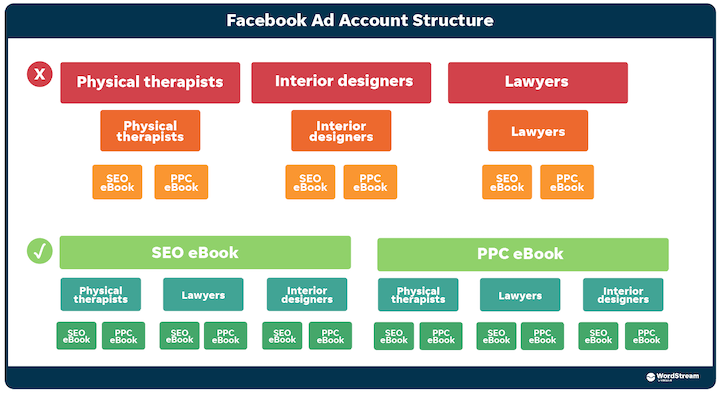 Facebook Ad Account Structure
X
Physical therapists
Interior designers
Lawyers
Physical
therapists
Interior
designers
Lawyers
SEO
eBook
PPC
eBook
SEO
eBook
PPC
eBook
SEO
eBook
PPC
eBook
√
SEO eBook
PPC eBook
Physical
therapists
Lawyers
Interior
designers
Physical
therapists
Lawyers
Interior
designers
SEO
eBook
PPC
eBook
SEO
eBook
PPC
eBook
SEO
eBook
PPC
eBook
SEO
eBook
PPC
eBook
SEO
eBook
PPC
eBook
SEO
eBook
PPC
eBook
WordStream